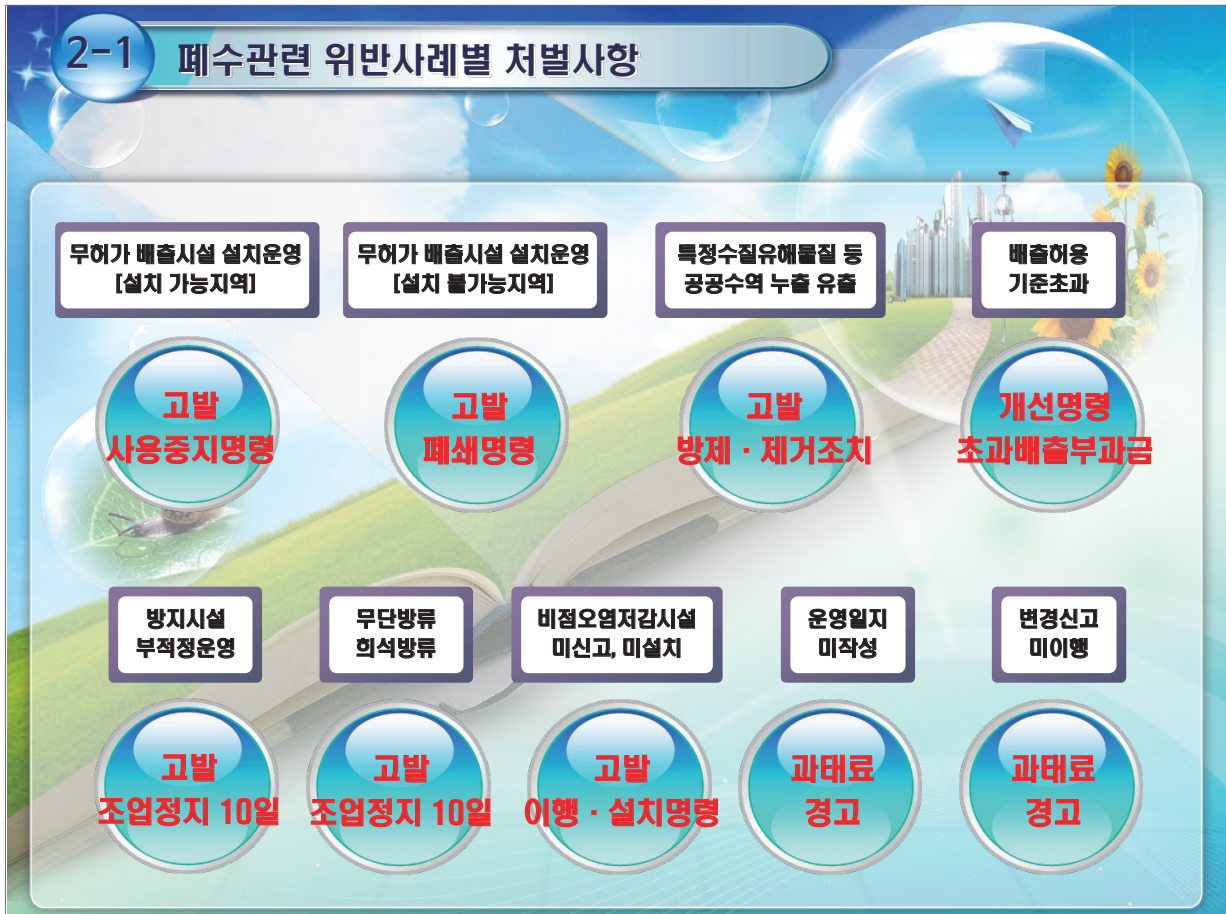 2-1 폐수관련 위반사례별 처벌사항
무허가 배출시설 설치운영
[설치 가능지역]
고발
사용중지명령
무허가 배출시설 설치운영
[설치 불가능지역]
고발
폐쇄명령
특정수질유해물질 등
공공수역 누출 유출
고발
방제 · 제거조치
배출허용
기준초과
개선명령
초과배출부과금
방지시설
부적정운영
고발
조업정지 10일
무단방류
희석방류
고발
조업정지 10일
비점오염저감시설
미신고, 미설치
고발
이행 · 설치명령
운영일지
미작성
과태료
경고
변경신고
미이행
과태료
경고